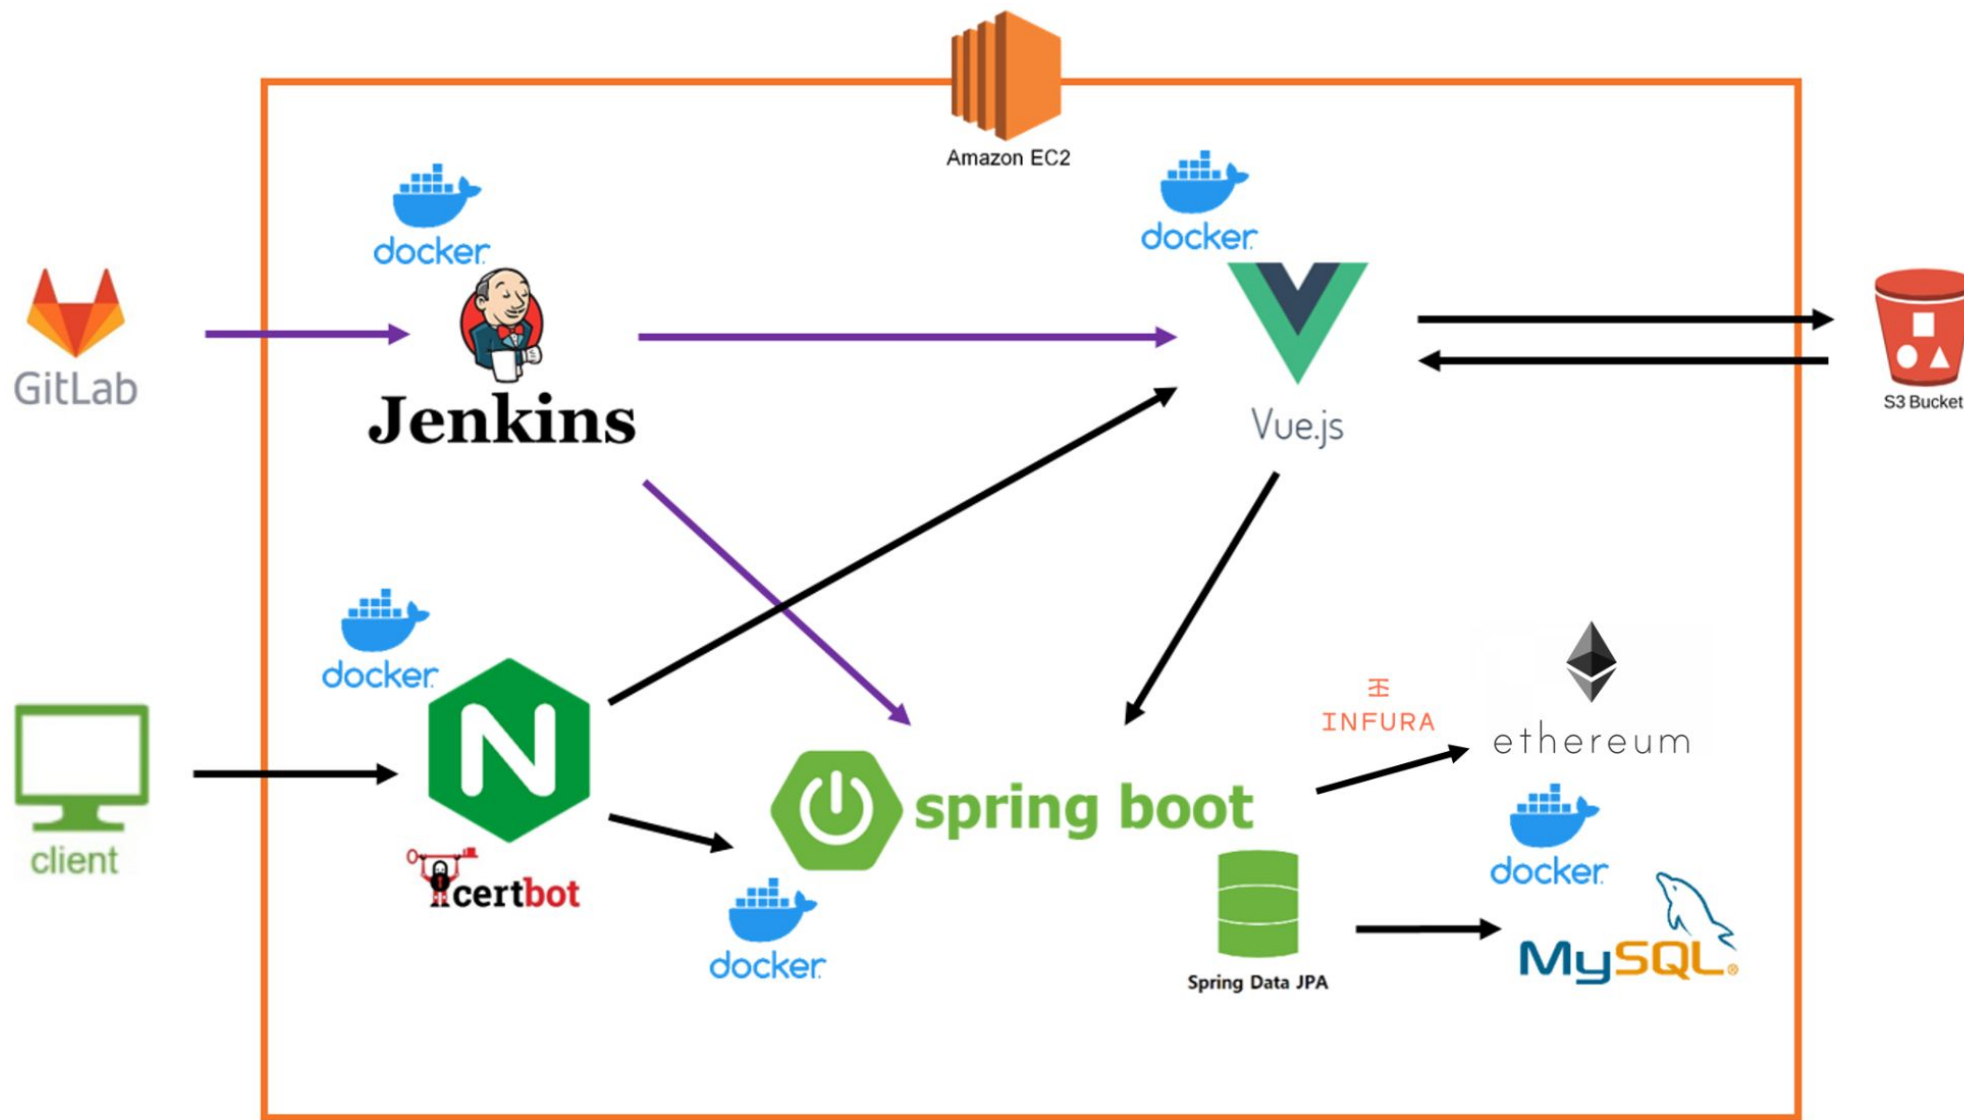 Amazon EC2
docker
docker
GitLab
Jenkins
Vue.js
S3 Bucket
docker
INFURA
ethereum
client
certbot
spring boot
docker
docker
MySQL
Spring Data JPA